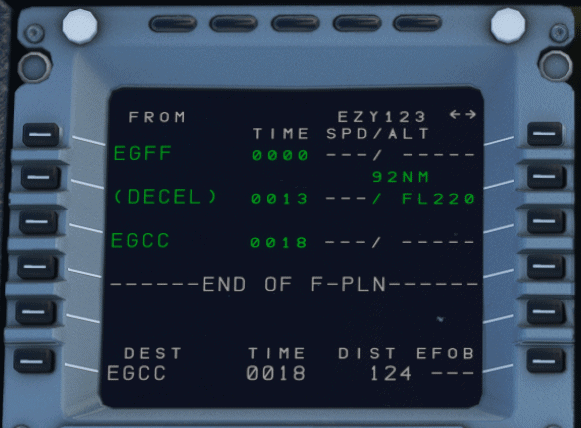 FROM EZY123 ←→
TIME SPD/ALT
EGFF 0000 ---/ -----
92NM
(DECEL) 0013 ---/ FL220
EGCC 0018 ---/ -----
------END OF F-PLN------
DEST TIME DIST EFOB
EGCC 0018 124 ---